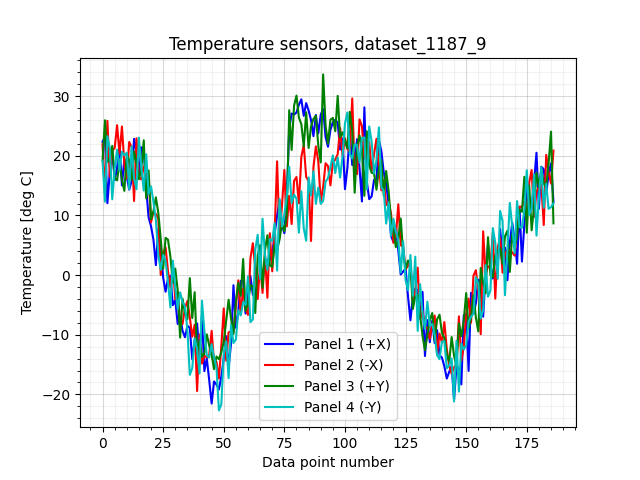 Temperature sensors, dataset_1187_9
Temperature [deg C]
30
20
10
0
−10
−20
Panel 1 (+X)
Panel 2 (-X)
Panel 3 (+Y)
Panel 4 (-Y)
0 25 50 75 100 125 150 175
Data point number